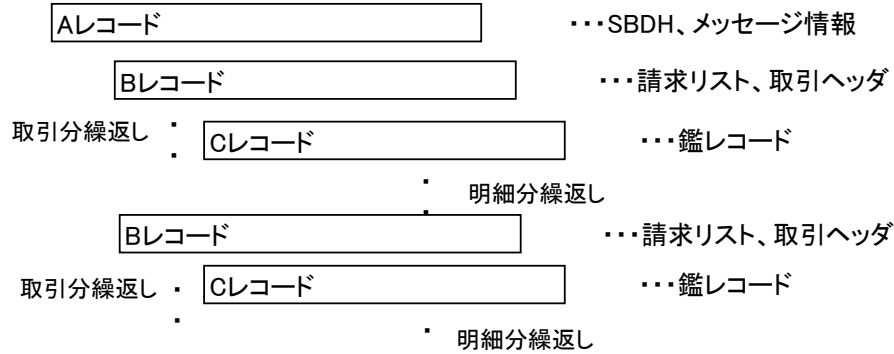 Aレコード ・・・SBDH、メッセージ情報
Bレコード ・・・請求リスト、取引ヘッダ
取引分繰返し ・・ Cレコード ・・・鑑レコード
・・ 明細分繰返し
Bレコード ・・・請求リスト、取引ヘッダ
取引分繰返し ・・ Cレコード ・・・鑑レコード
・ 明細分繰返し